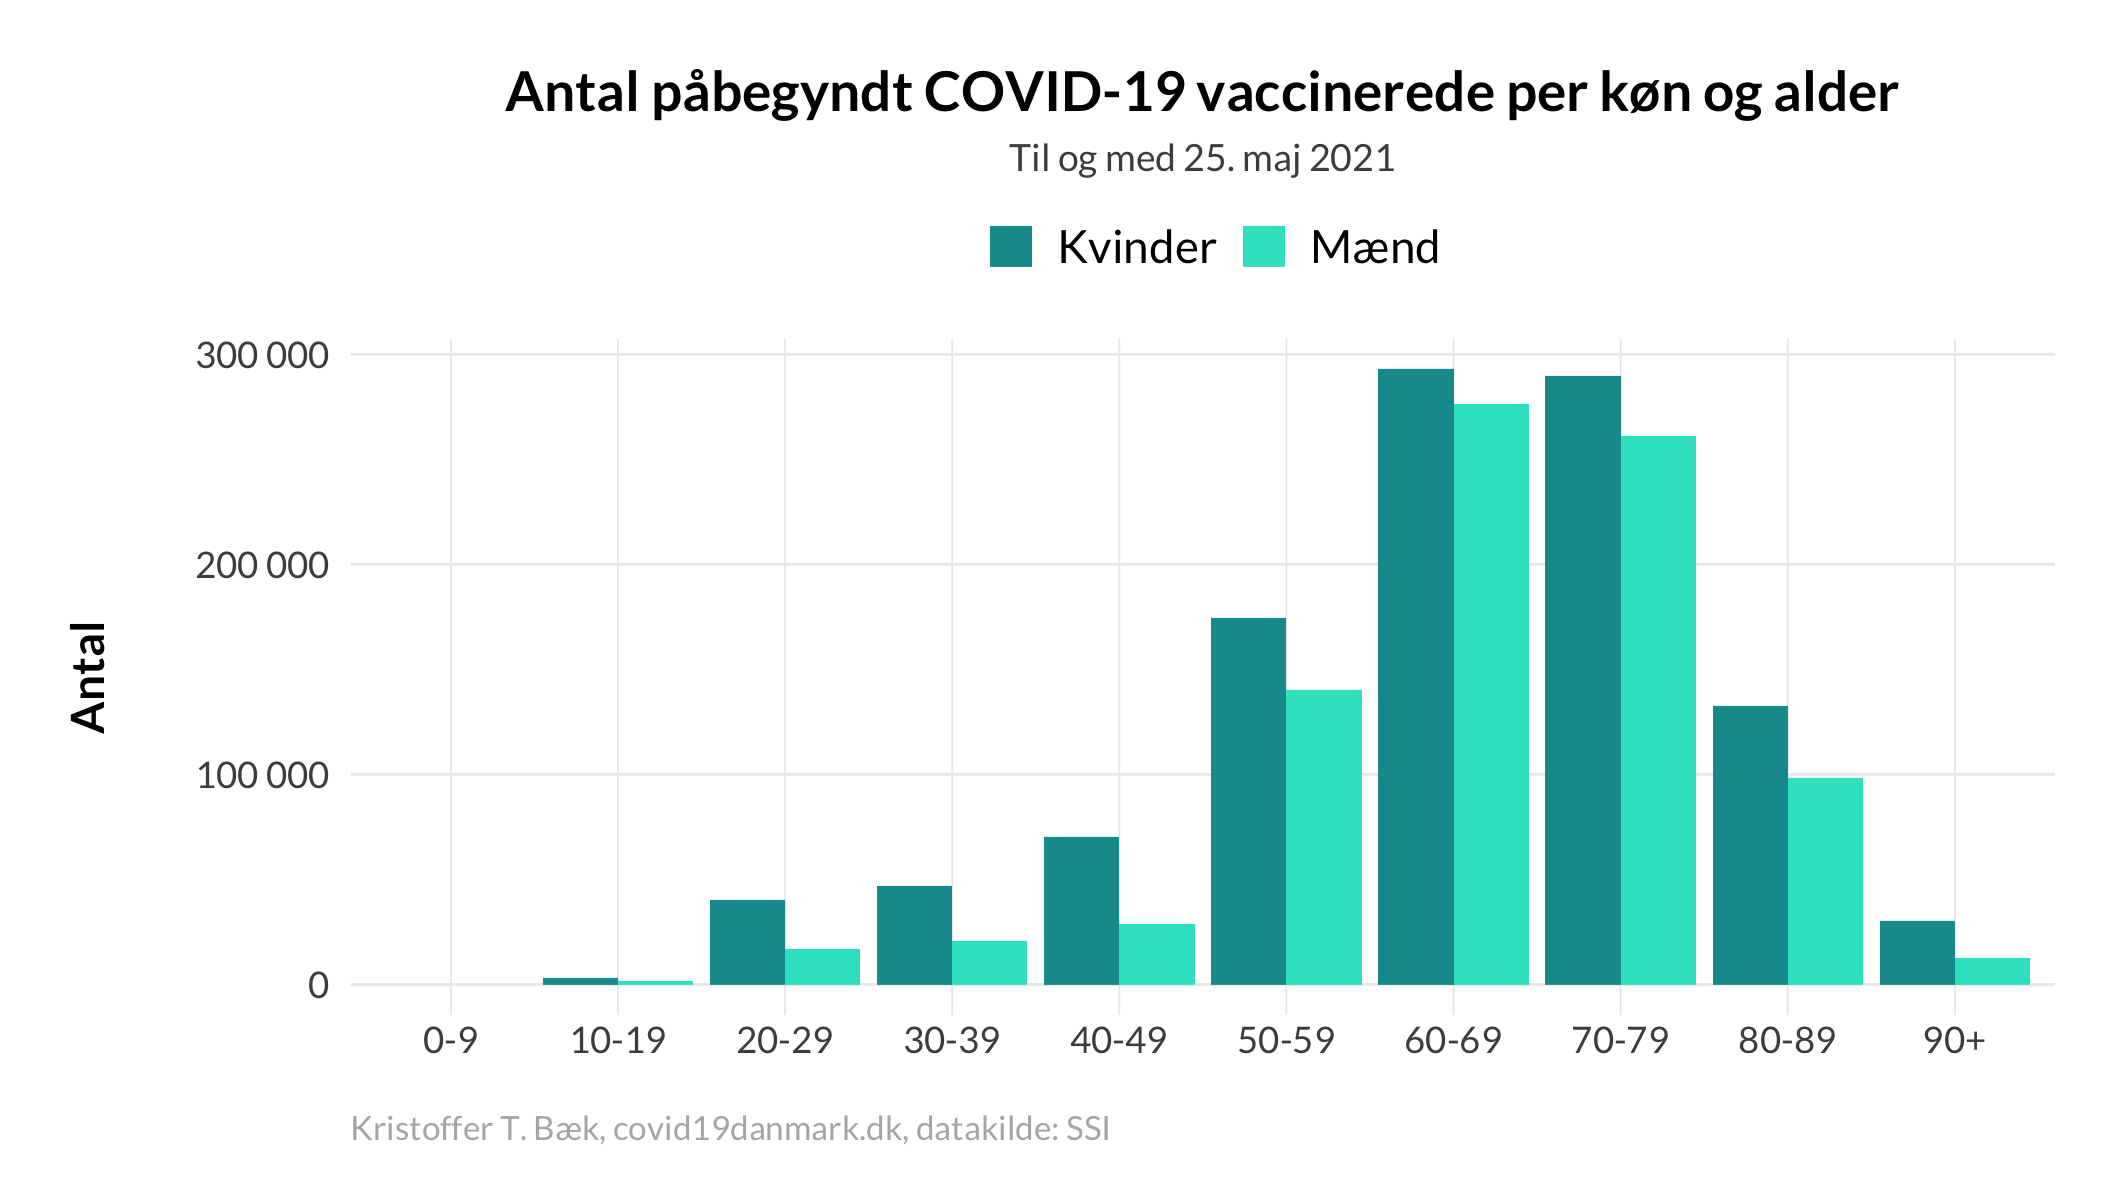 Antal påbegyndt COVID-19 vaccinerede per køn og alder
Til og med 25. maj 2021
Kvinder Mænd
300 000
200 000
100 000
0
Antal
0-9 10-19 20-29 30-39 40-49 50-59 60-69 70-79 80-89 90+
Kristoffer T. Bæk, covid19danmark.dk, datakilde: SSI